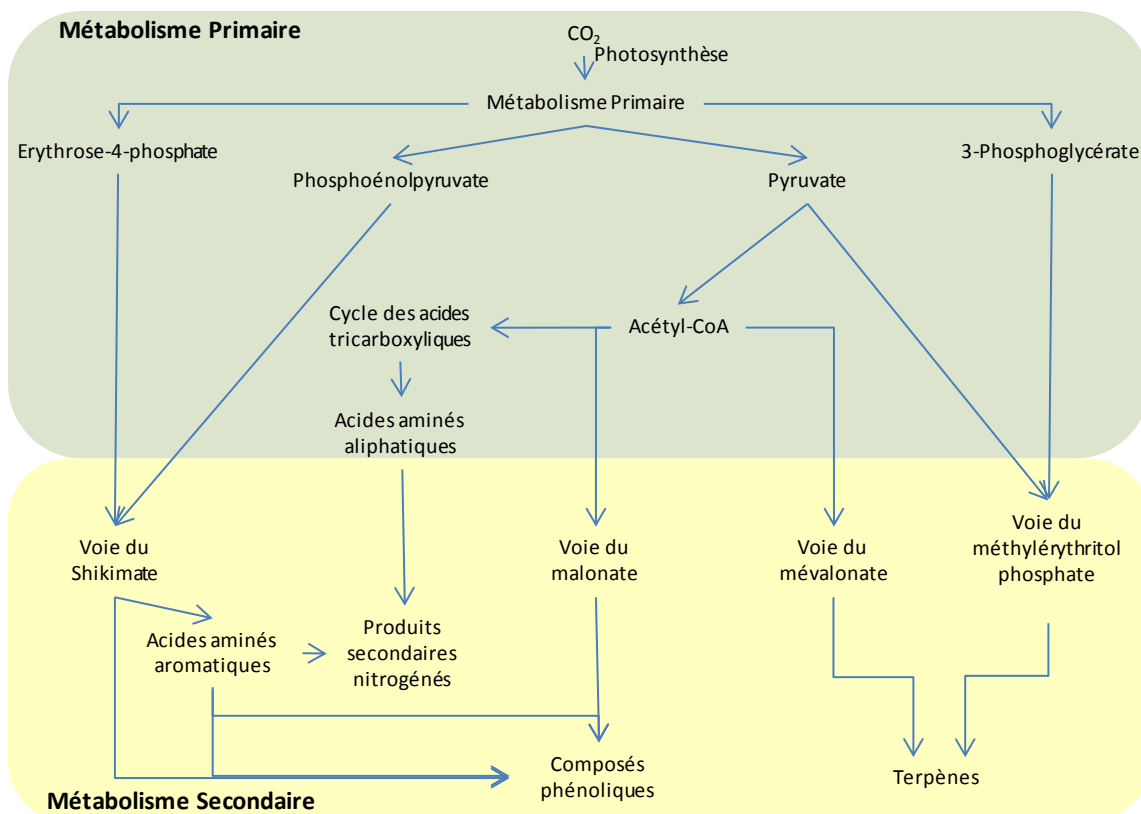 Métabolisme Primaire
CO2
Photosynthèse
Métabolisme Primaire
Erythrose-4-phosphate
3-Phosphoglycérate
Phosphoénolpyruvate
Pyruvate
Cycle des acides
tricarboxyliques
Acétyl-CoA
Acides aminés
aliphatiques
Voie du
Shikimate
Voie du
malonate
Voie du
mévalonate
Voie du
méthylérythritol
phosphate
Acides aminés
aromatiques
Produits
secondaires
nitrogénés
Composés
phénoliques
Terpènes
Métabolisme Secondaire